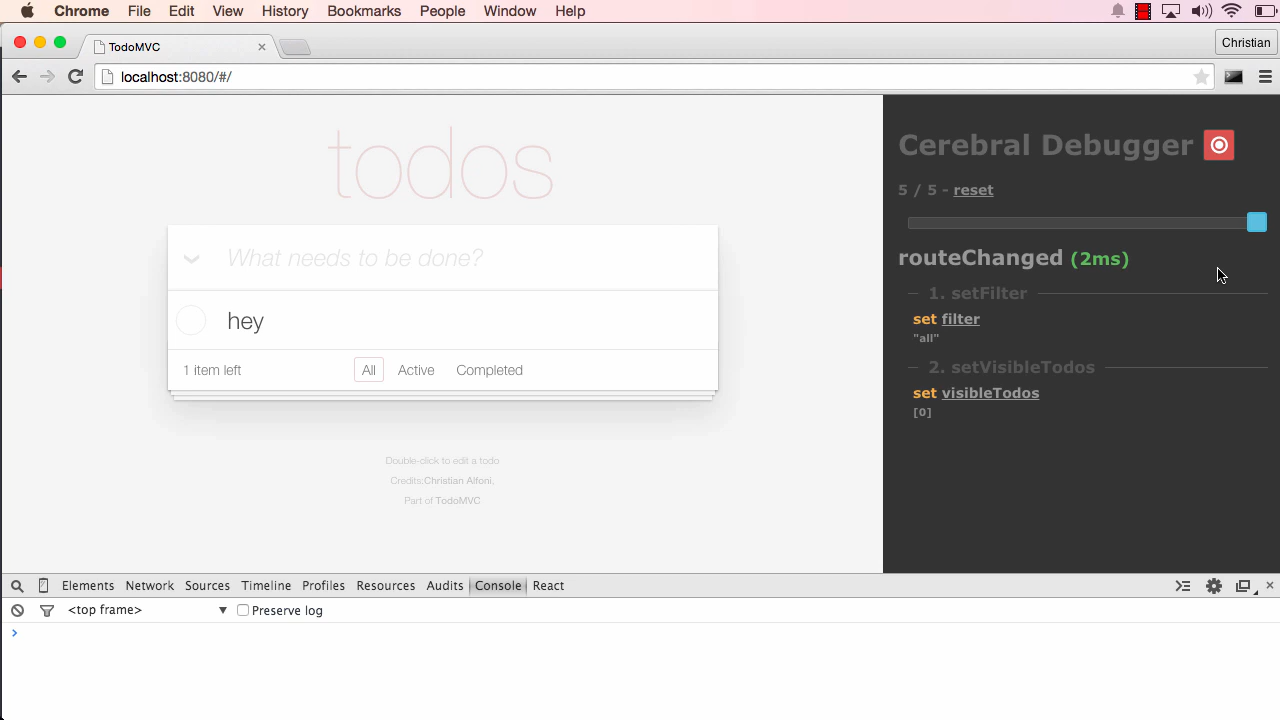 Chrome File Edit View History Bookmarks People Window Help
TodoMVC
Christian
localhost:8080/#/
todos
What needs to be done?
hey
1 item left All Active Completed
Double-click to edit a todo
Credits:Christian Alfoni,
Part of TodoMVC
Cerebral Debugger
5 / 5 - reset
routeChanged (2ms)
1. setFilter
set filter
"all"
2. setVisibleTodos
set visibleTodos
[0]
Elements Network Sources Timeline Profiles Resources Audits Console React
<top frame> Preserve log